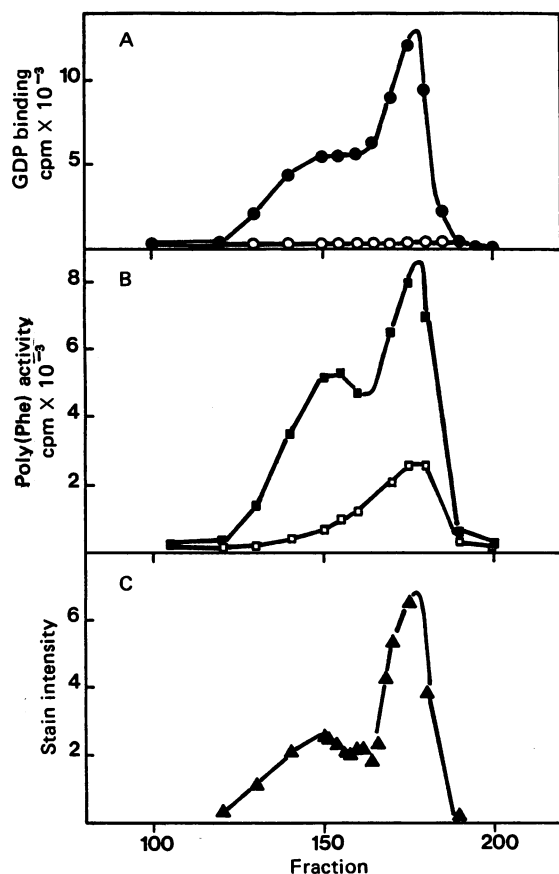 A
GDP binding
cpm X 10⁻³
10
5
B
Poly(Phe) activity
cpm X 10⁻³
8
6
4
2
C
Stain intensity
6
4
2
100
150
200
Fraction